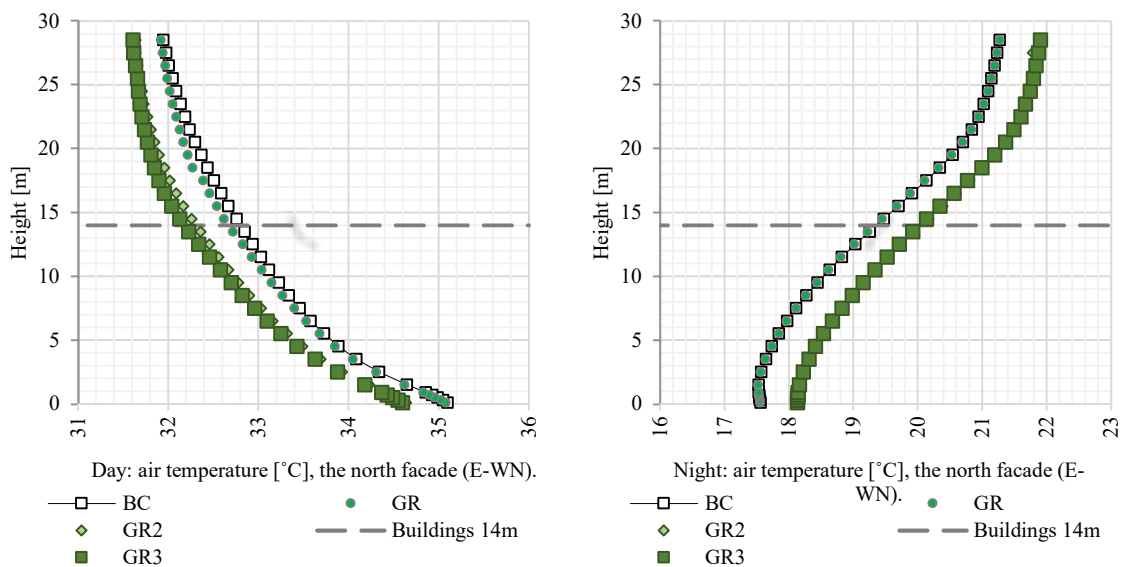 30
25
20
15
10
5
0
Height [m]
31
32
33
34
35
36
Day: air temperature [˚C], the north facade (E-WN).
BC
GR
GR2
Buildings 14m
GR3
30
25
20
15
10
5
0
Height [m]
16
17
18
19
20
21
22
23
Night: air temperature [˚C], the north facade (E-
WN).
BC
GR
GR2
Buildings 14m
GR3